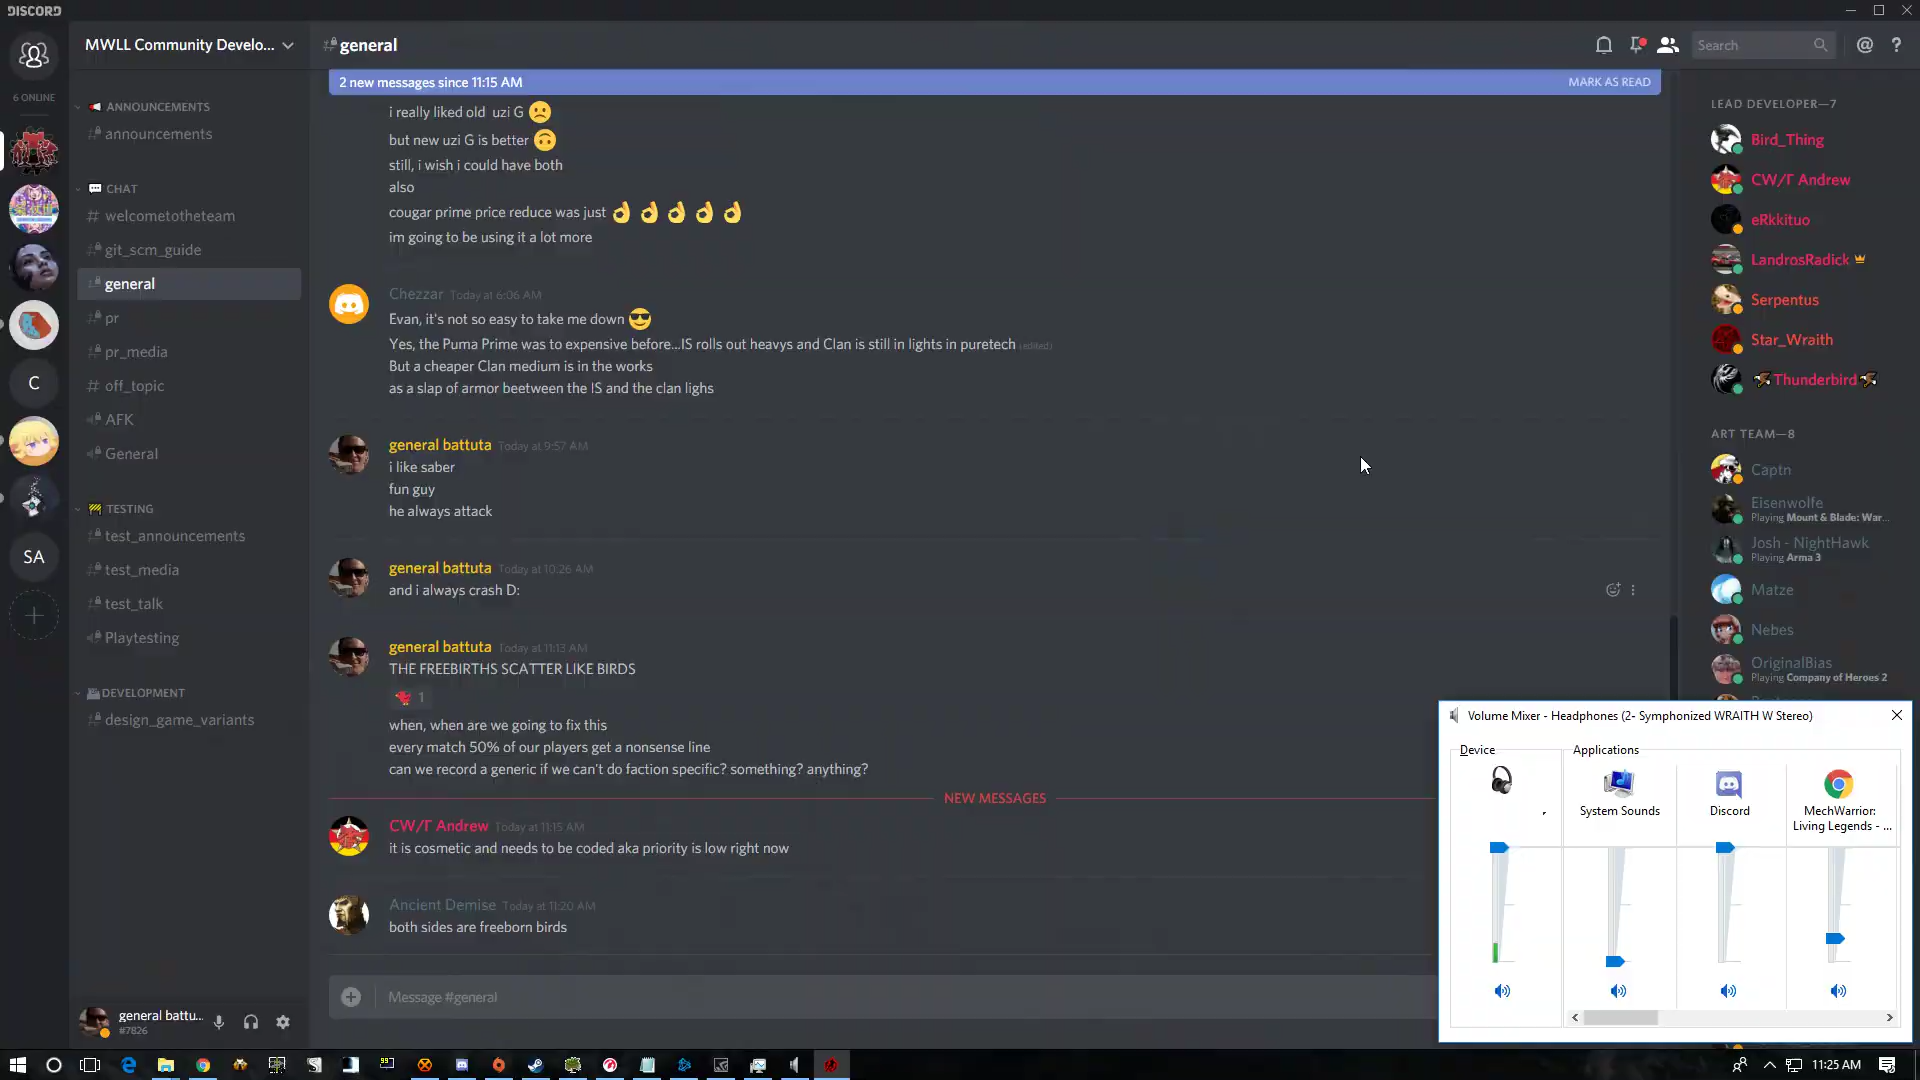 DISCORD
MWLL Community Develo...
general
Search
6 ONLINE
2 new messages since 11:15 AM
MARK AS READ
ANNOUNCEMENTS
announcements
CHAT
# welcometotheteam
git_scm_guide
general
pr
pr_media
# off_topic
AFK
General
TESTING
test_announcements
test_media
test_talk
Playtesting
DEVELOPMENT
design_game_variants
C
SA
general battu...
#7826
i really liked old uzi G
but new uzi G is better
still, i wish i could have both
also
cougar prime price reduce was just
im going to be using it a lot more
Chezzar Today at 6:06 AM
Evan, it's not so easy to take me down
Yes, the Puma Prime was to expensive before...IS rolls out heavys and Clan is still in lights in puretech (edited)
But a cheaper Clan medium is in the works
as a slap of armor beetween the IS and the clan lighs
general battuta Today at 9:57 AM
i like saber
fun guy
he always attack
general battuta Today at 10:26 AM
and i always crash D:
general battuta Today at 11:13 AM
THE FREEBIRTHS SCATTER LIKE BIRDS
1
when, when are we going to fix this
every match 50% of our players get a nonsense line
can we record a generic if we can't do faction specific? something? anything?
NEW MESSAGES
CW/Γ Andrew Today at 11:15 AM
it is cosmetic and needs to be coded aka priority is low right now
Ancient Demise Today at 11:20 AM
both sides are freeborn birds
Message #general
LEAD DEVELOPER—7
Bird_Thing
CW/Γ Andrew
eRkkituo
LandrosRadick
Serpentus
Star_Wraith
Thunderbird
ART TEAM—8
Captn
Eisenwolfe
Playing Mount & Blade: War...
Josh - NightHawk
Playing Arma 3
Matze
Nebes
OriginalBias
Playing Company of Heroes 2
Volume Mixer - Headphones (2- Symphonized WRAITH W Stereo)
Device
Applications
System Sounds
Discord
MechWarrior:
Living Legends - ...
11:25 AM